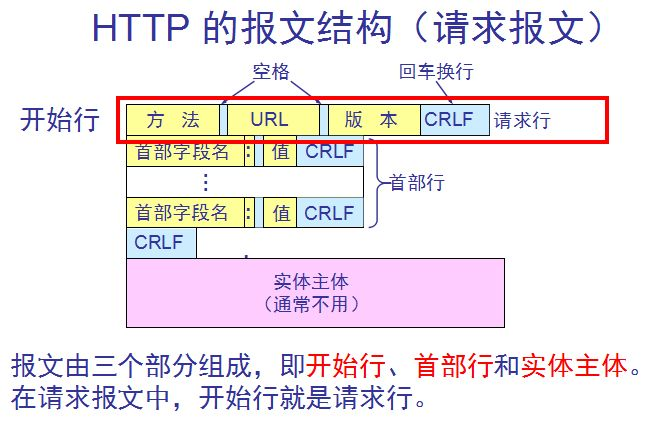 HTTP 的报文结构（请求报文）
空格 回车换行
开始行 方 法 URL 版 本 CRLF 请求行
首部字段名 : 值 CRLF
⋮ 首部行
首部字段名 : 值 CRLF
CRLF
实体主体
（通常不用）
报文由三个部分组成，即开始行、首部行和实体主体。
在请求报文中，开始行就是请求行。